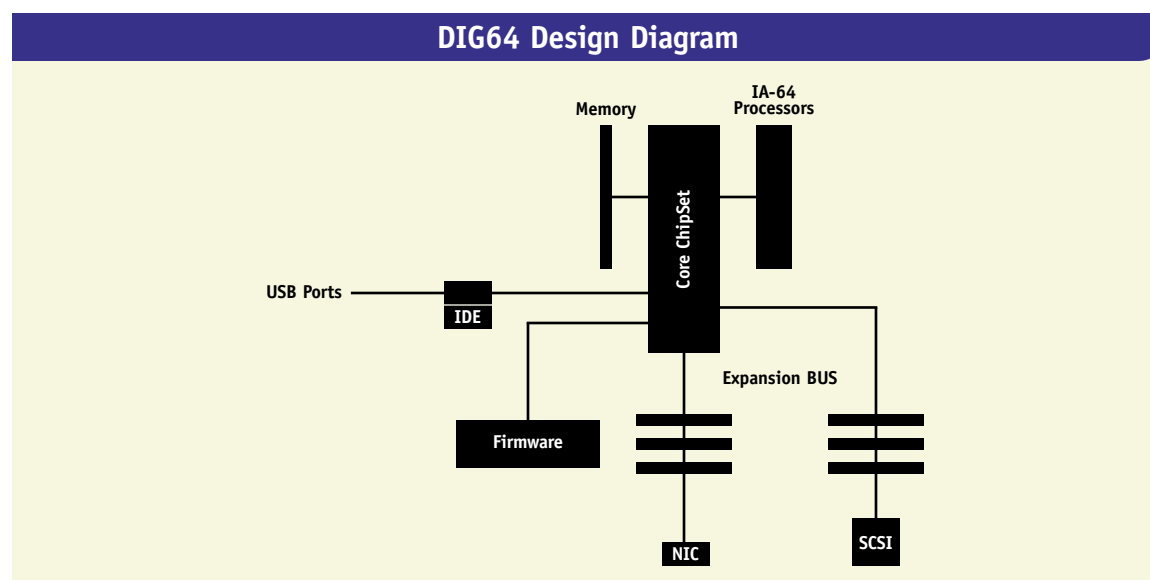 DIG64 Design Diagram
IA-64
Processors
Memory
Core ChipSet
USB Ports
IDE
Expansion BUS
Firmware
NIC
SCSI